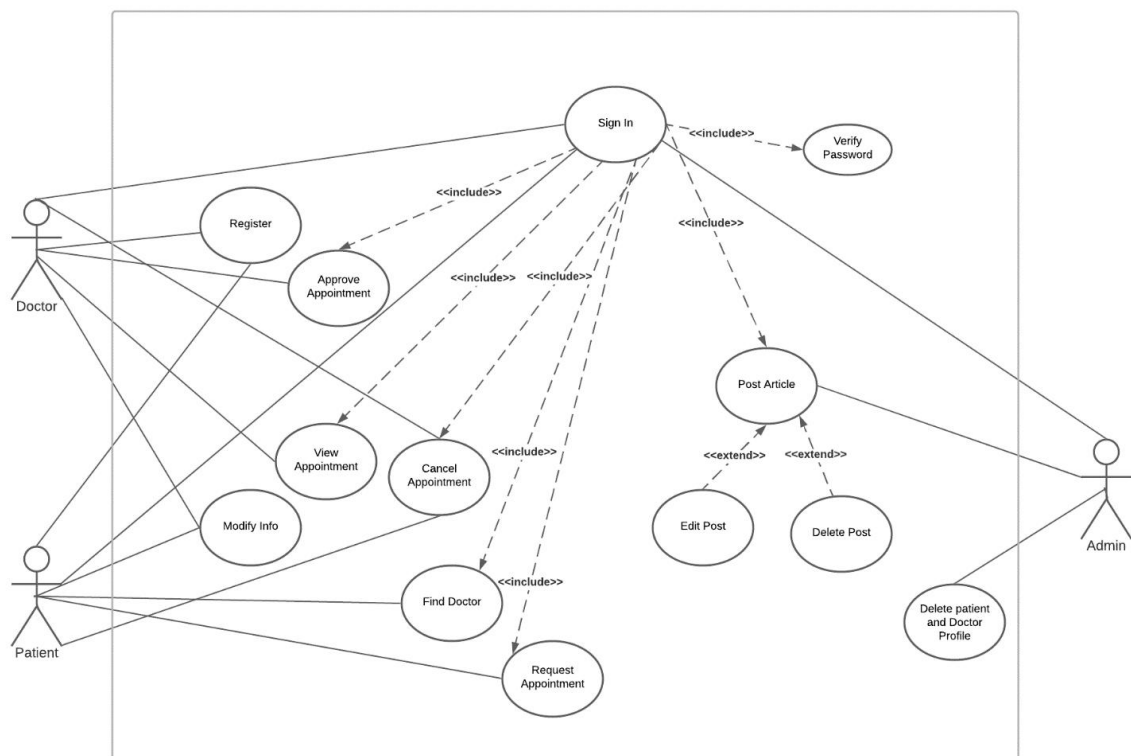 Sign In
<<include>>
Verify
Password
<<include>>
Register
<<include>>
Approve
Appointment
<<include>>
<<include>>
Doctor
Post Article
View
Appointment
Cancel
Appointment
<<include>>
<<extend>>
<<extend>>
Modify Info
Edit Post
Delete Post
Admin
<<include>>
Find Doctor
Delete patient
and Doctor
Profile
Patient
Request
Appointment